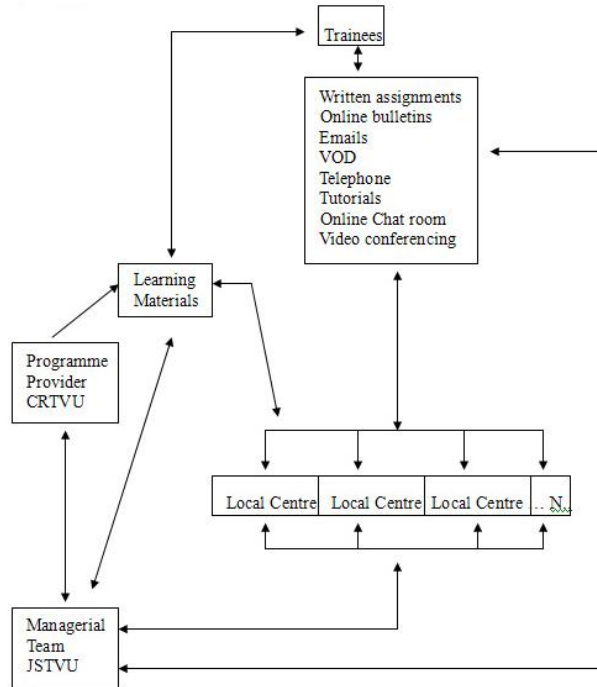 Trainees
Written assignments
Online bulletins
Emails
VOD
Telephone
Tutorials
Online Chat room
Video conferencing
Learning
Materials
Programme
Provider
CRTVU
Local Centre
Local Centre
Local Centre
... N
Managerial
Team
JSTVU